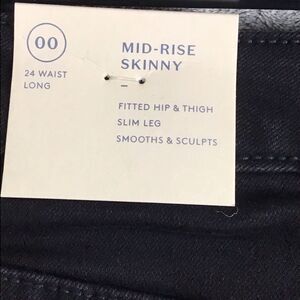 00
24 WAIST
LONG
MID-RISE
SKINNY
–
FITTED HIP & THIGH
SLIM LEG
SMOOTHS & SCULPTS